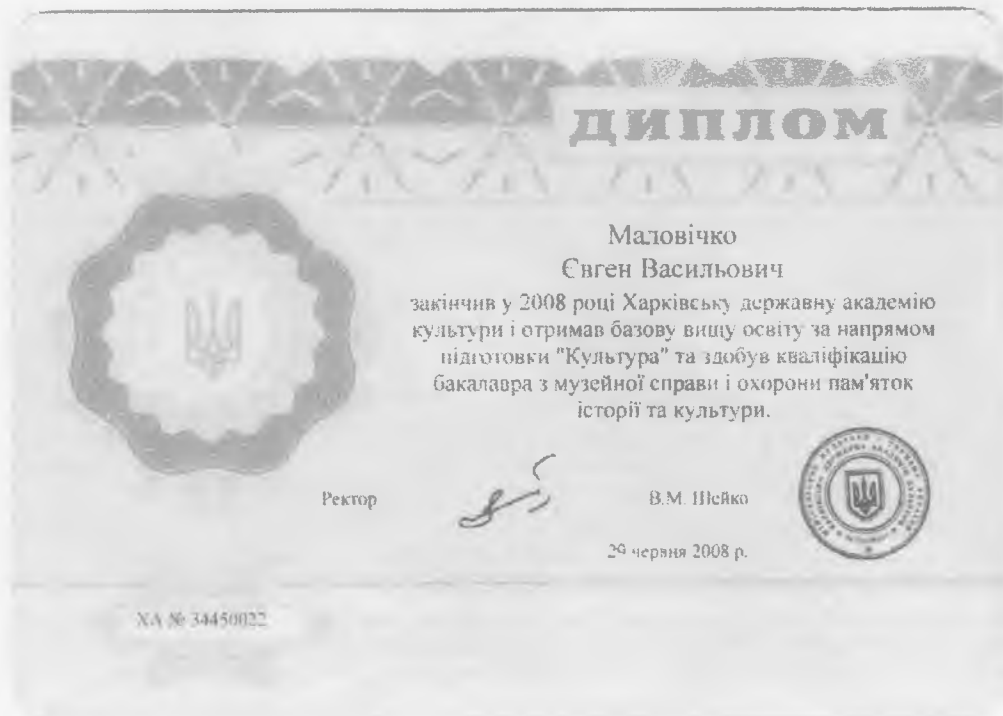 ДИПЛОМ
Маловічко
Євген Васильович
закінчив у 2008 році Харківську державну академію
культури і отримав базову вищу освіту за напрямом
підготовки "Культура" та здобув кваліфікацію
бакалавра з музейної справи і охорони пам'яток
історії та культури.
Ректор В.М. Шейко
29 червня 2008 р.
ХА № 34450022